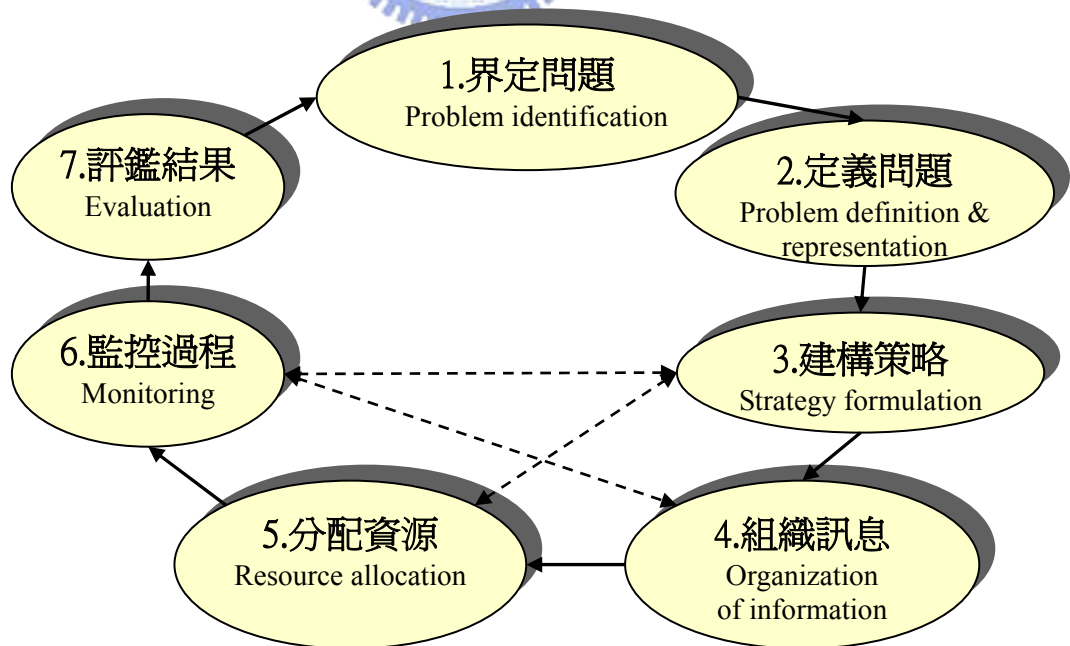 1.界定問題
Problem identification
2.定義問題
Problem definition &
representation
3.建構策略
Strategy formulation
4.組織訊息
Organization
of information
5.分配資源
Resource allocation
6.監控過程
Monitoring
7.評鑑結果
Evaluation